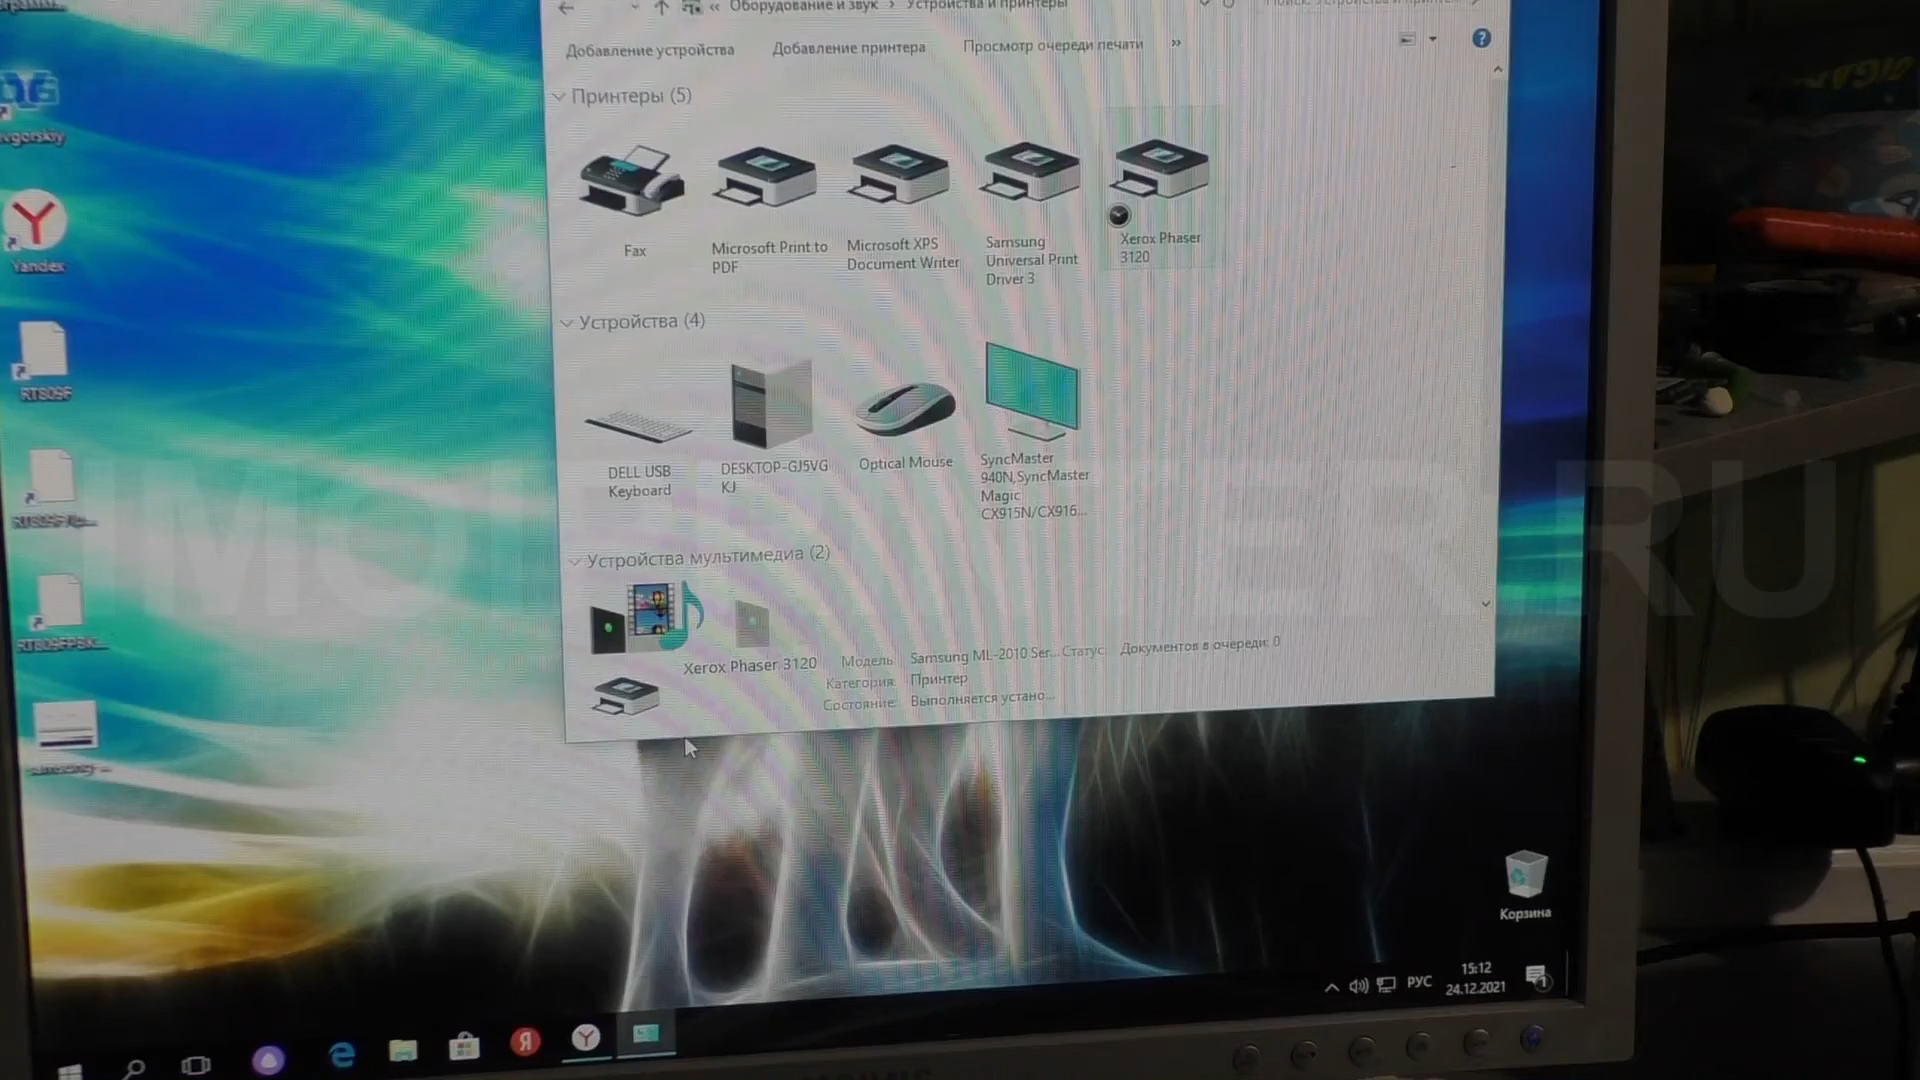 « Оборудование и звук › Устройства и принтеры
Добавление устройства Добавление принтера Просмотр очереди печати »
Принтеры (5)
Fax
Microsoft Print to
PDF
Microsoft XPS
Document Writer
Samsung
Universal Print
Driver 3
Xerox Phaser
3120
Устройства (4)
DELL USB
Keyboard
DESKTOP-GJ5VG
KJ
Optical Mouse
SyncMaster
940N,SyncMaster
Magic
CX915N/CX916...
Устройства мультимедиа (2)
Xerox Phaser 3120
Модель: Samsung ML-2010 Ser...
Статус:
Документов в очереди: 0
Категория: Принтер
Состояние: Выполняется устано...
Yandex
RT809F
Корзина
РУС
15:12
24.12.2021
1
.RU